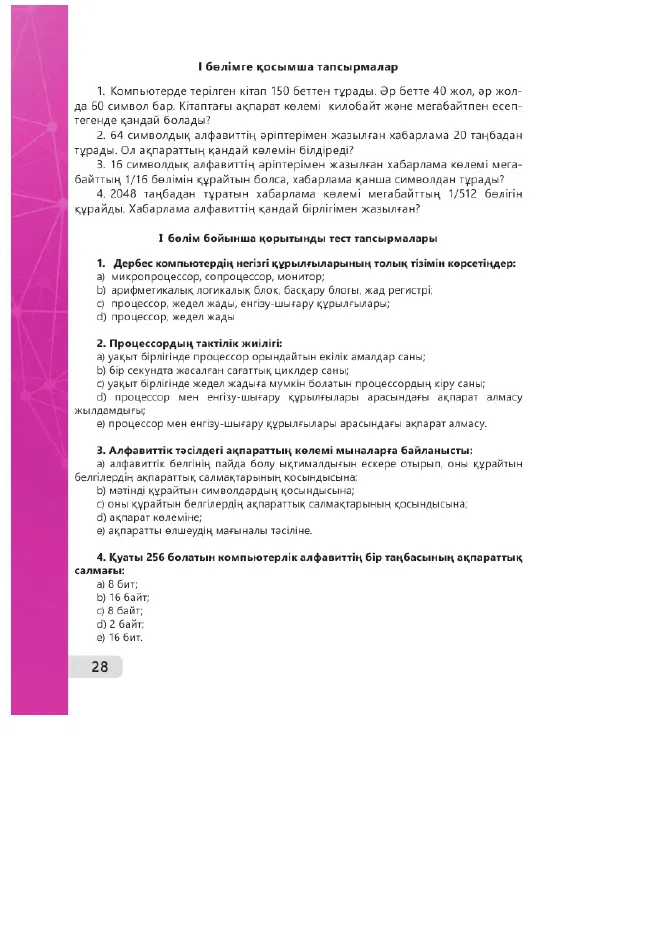 І бөлімге қосымша тапсырмалар
1. Компьютерде терілген кітап 150 беттен тұрады. Әр бетте 40 жол, әр жол-
да 60 символ бар. Кітаптағы ақпарат көлемі килобайт және мегабайтпен есеп-
тегенде қандай болады?
2. 64 символдық алфавиттің әріптерімен жазылған хабарлама 20 таңбадан
тұрады. Ол ақпараттың қандай көлемін білдіреді?
3. 16 символдық алфавиттің әріптерімен жазылған хабарлама көлемі мега-
байттың 1/16 бөлімін құрайтын болса, хабарлама қанша символдан тұрады?
4. 2048 таңбадан тұратын хабарлама көлемі мегабайттың 1/512 бөлігін
құрайды. Хабарлама алфавиттің қандай бірлігімен жазылған?
І бөлім бойынша қорытынды тест тапсырмалары
1. Дербес компьютердің негізгі құрылғыларының толық тізімін көрсетіңдер:
a) микропроцессор, сопроцессор, монитор;
b) арифметикалық логикалық блок, басқару блогы, жад регистрі;
c) процессор, жедел жады, енгізу-шығару құрылғылары;
d) процессор, жедел жады
2. Процессордың тактілік жиілігі:
a) уақыт бірлігінде процессор орындайтын екілік амалдар саны;
b) бір секундта жасалған сағаттық циклдер саны;
c) уақыт бірлігінде жедел жадыға мүмкін болатын процессордың кіру саны;
d) процессор мен енгізу-шығару құрылғылары арасындағы ақпарат алмасу
жылдамдығы;
e) процессор мен енгізу-шығару құрылғылары арасындағы ақпарат алмасу.
3. Алфавиттік тәсілдегі ақпараттың көлемі мыналарға байланысты:
a) алфавиттік белгінің пайда болу ықтималдығын ескере отырып, оны құрайтын
белгілердің ақпараттық салмақтарының қосындысына;
b) мәтінді құрайтын символдардың қосындысына;
c) оны құрайтын белгілердің ақпараттық салмақтарының қосындысына;
d) ақпарат көлеміне;
e) ақпаратты өлшеудің мағыналы тәсіліне.
4. Қуаты 256 болатын компьютерлік алфавиттің бір таңбасының ақпараттық
салмағы:
a) 8 бит;
b) 16 байт;
c) 8 байт;
d) 2 байт;
e) 16 бит.
28